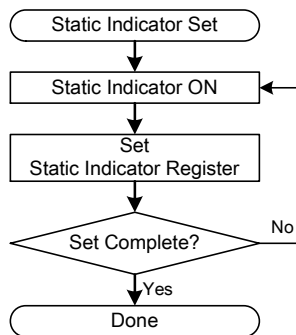 Static Indicator Set
Static Indicator ON
Set
Static Indicator Register
Set Complete?
No
Yes
Done